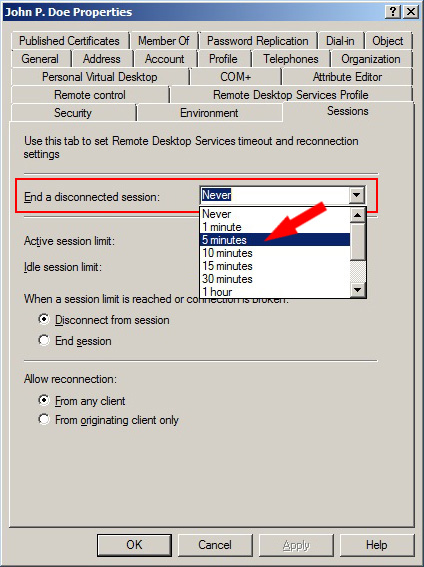 John P. Doe Properties
Published Certificates Member Of Password Replication Dial-in Object
General Address Account Profile Telephones Organization
Personal Virtual Desktop COM+ Attribute Editor
Remote control Remote Desktop Services Profile
Security Environment Sessions
Use this tab to set Remote Desktop Services timeout and reconnection
settings
End a disconnected session: Never
Never
1 minute
Active session limit: 5 minutes
10 minutes
Idle session limit: 15 minutes
30 minutes
1 hour
When a session limit is reached or connection is broken:
Disconnect from session
End session
Allow reconnection:
From any client
From originating client only
OK Cancel Apply Help